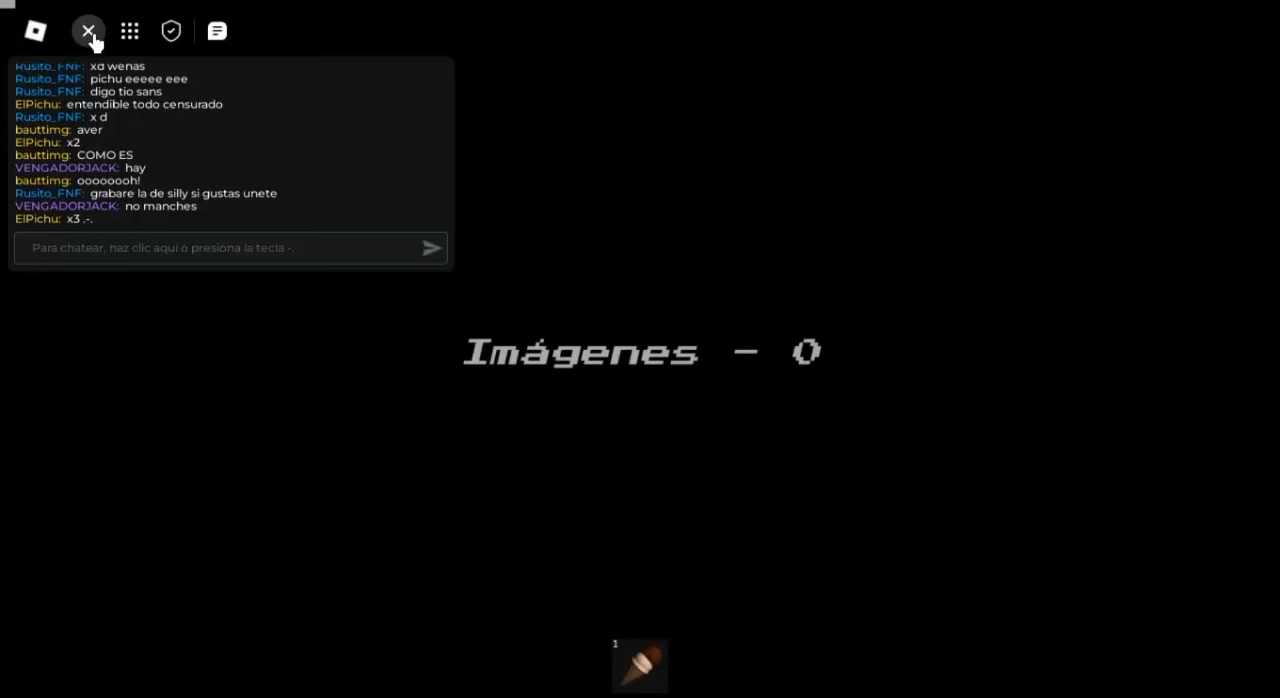 Rusito_FNF: xd wenas
Rusito_FNF: pichu eeeee eee
Rusito_FNF: digo tio sans
ElPichu: entendible todo censurado
Rusito_FNF: x d
bauttimg: aver
ElPichu: x2
bauttimg: COMO ES
VENGADORJACK: hay
bauttimg: oooooooh!
Rusito_FNF: grabare la de silly si gustas unete
VENGADORJACK: no manches
ElPichu: x3 .-.
Para chatear, haz clic aquí o presiona la tecla -.
Imágenes - 0
1